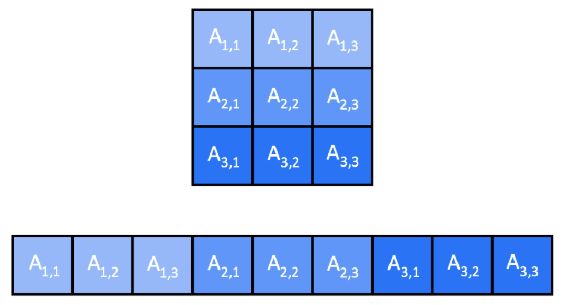 A1,1 A1,2 A1,3
A2,1 A2,2 A2,3
A3,1 A3,2 A3,3
A1,1 A1,2 A1,3 A2,1 A2,2 A2,3 A3,1 A3,2 A3,3